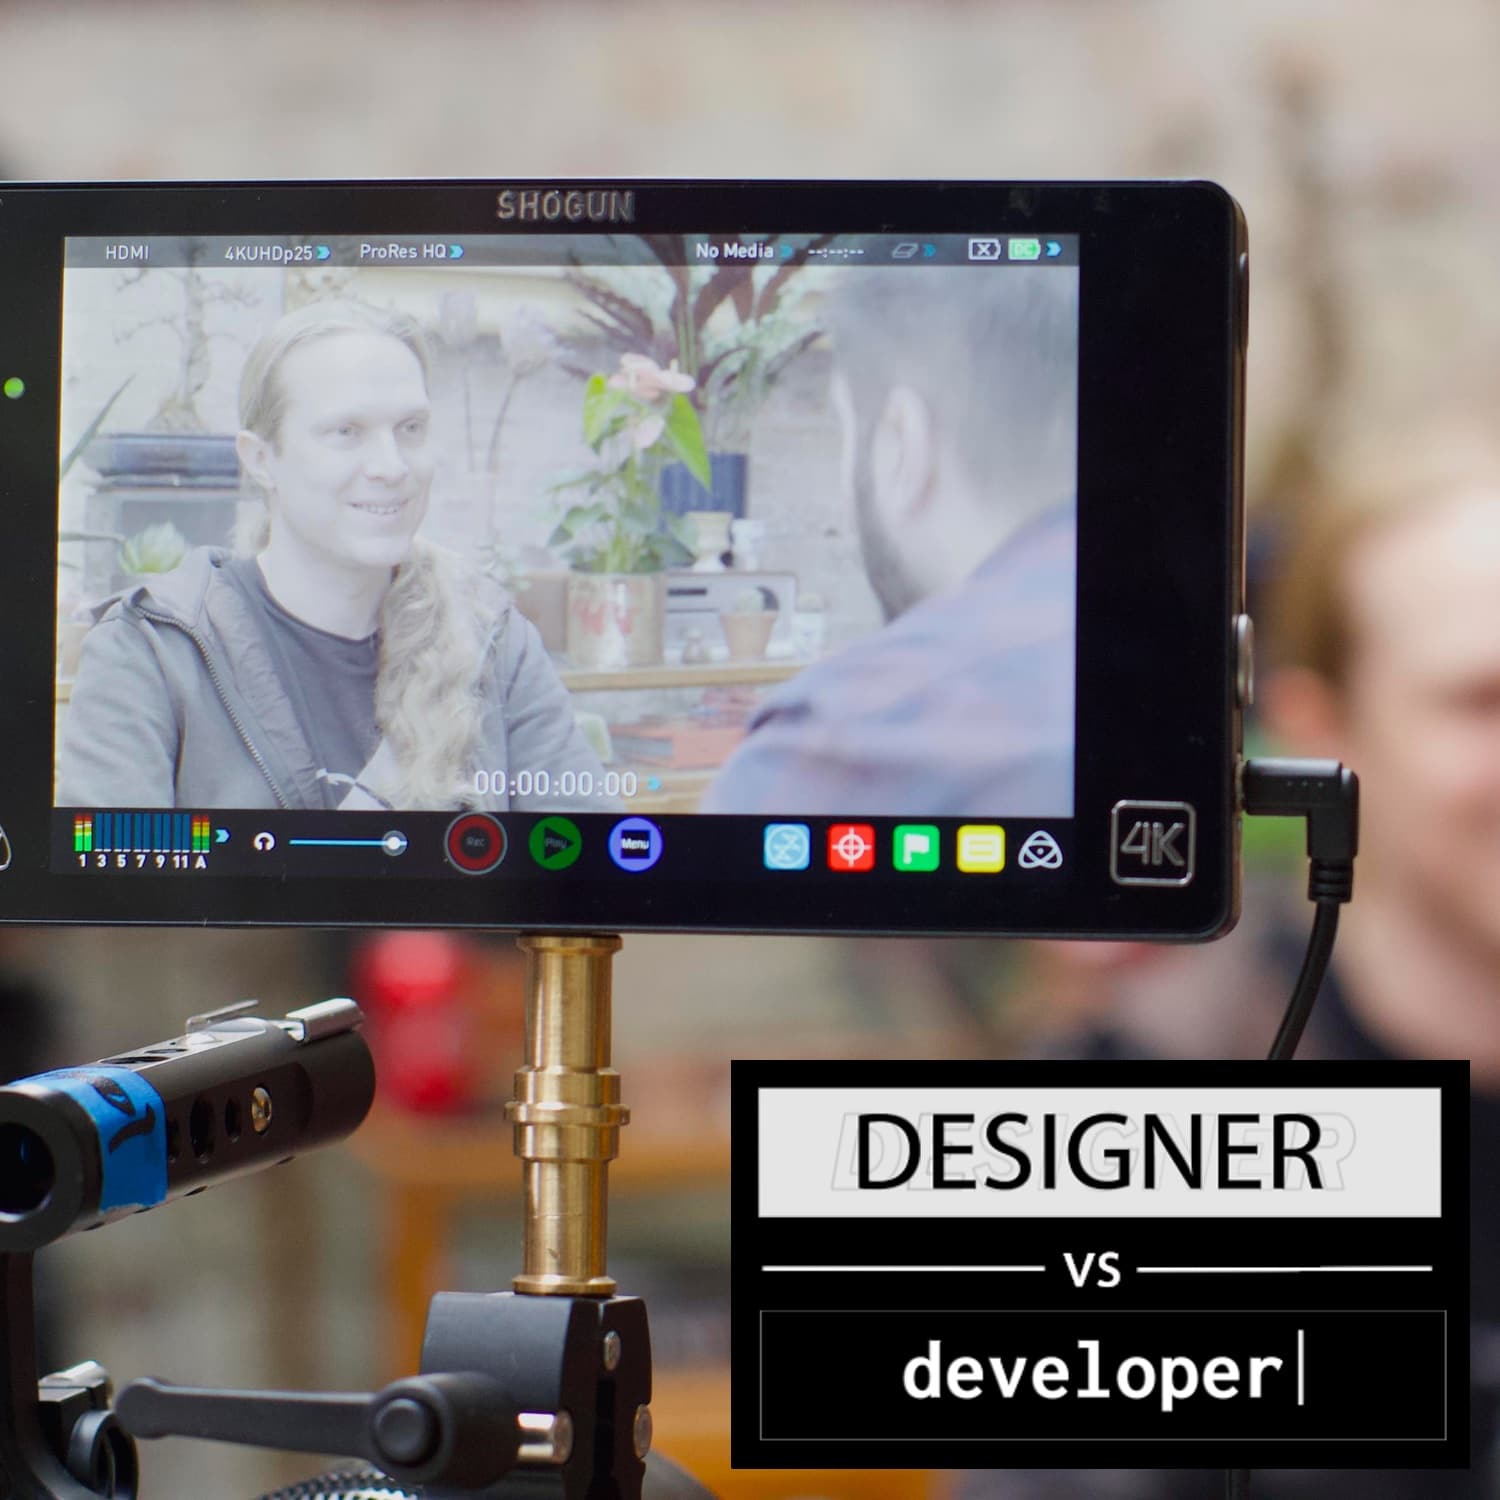 SHOGUN
HDMI 4KUHDp25 ProRes HQ No Media --:--:-- DC
00:00:00:00
1 3 5 7 9 11 A Rec Play Menu
4K
DESIGNER
VS
developer